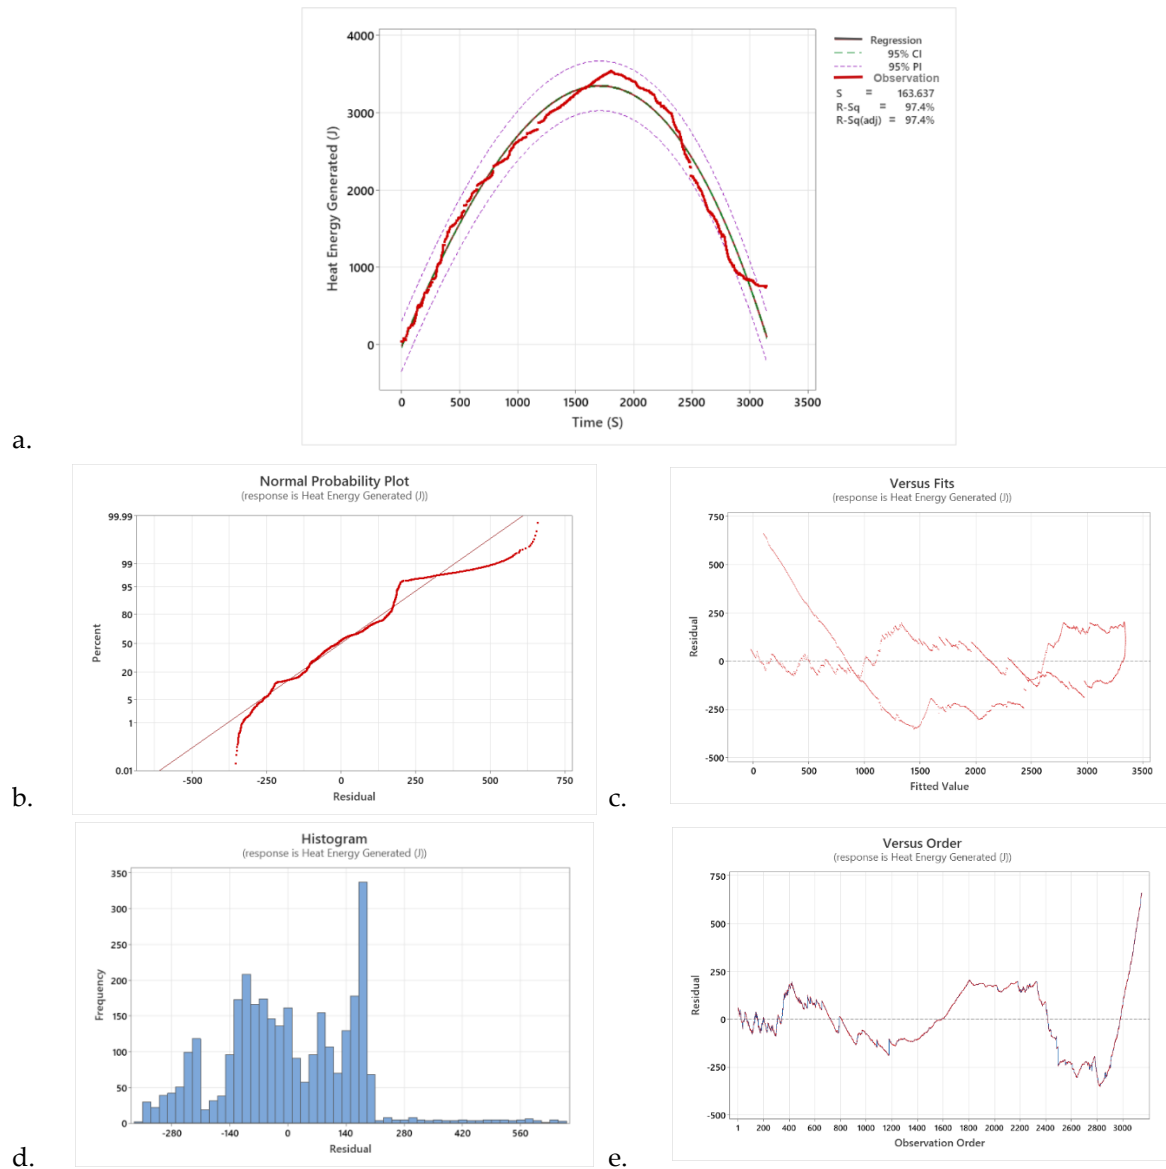 4000
3000
2000
1000
0
Heat Energy Generated (J)
0 500 1000 1500 2000 2500 3000 3500
Time (S)
Regression
95% CI
95% PI
Observation
S = 163.637
R-Sq = 97.4%
R-Sq(adj) = 97.4%
a.
Normal Probability Plot
(response is Heat Energy Generated (J))
99.99
99
95
80
50
20
5
1
0.01
Percent
-500 -250 0 250 500 750
Residual
b.
Versus Fits
(response is Heat Energy Generated (J))
750
500
250
0
-250
-500
Residual
0 500 1000 1500 2000 2500 3000 3500
Fitted Value
c.
Histogram
(response is Heat Energy Generated (J))
350
300
250
200
150
100
50
0
Frequency
-280 -140 0 140 280 420 560
Residual
d.
Versus Order
(response is Heat Energy Generated (J))
750
500
250
0
-250
-500
Residual
1 200 400 600 800 1000 1200 1400 1600 1800 2000 2200 2400 2600 2800 3000
Observation Order
e.